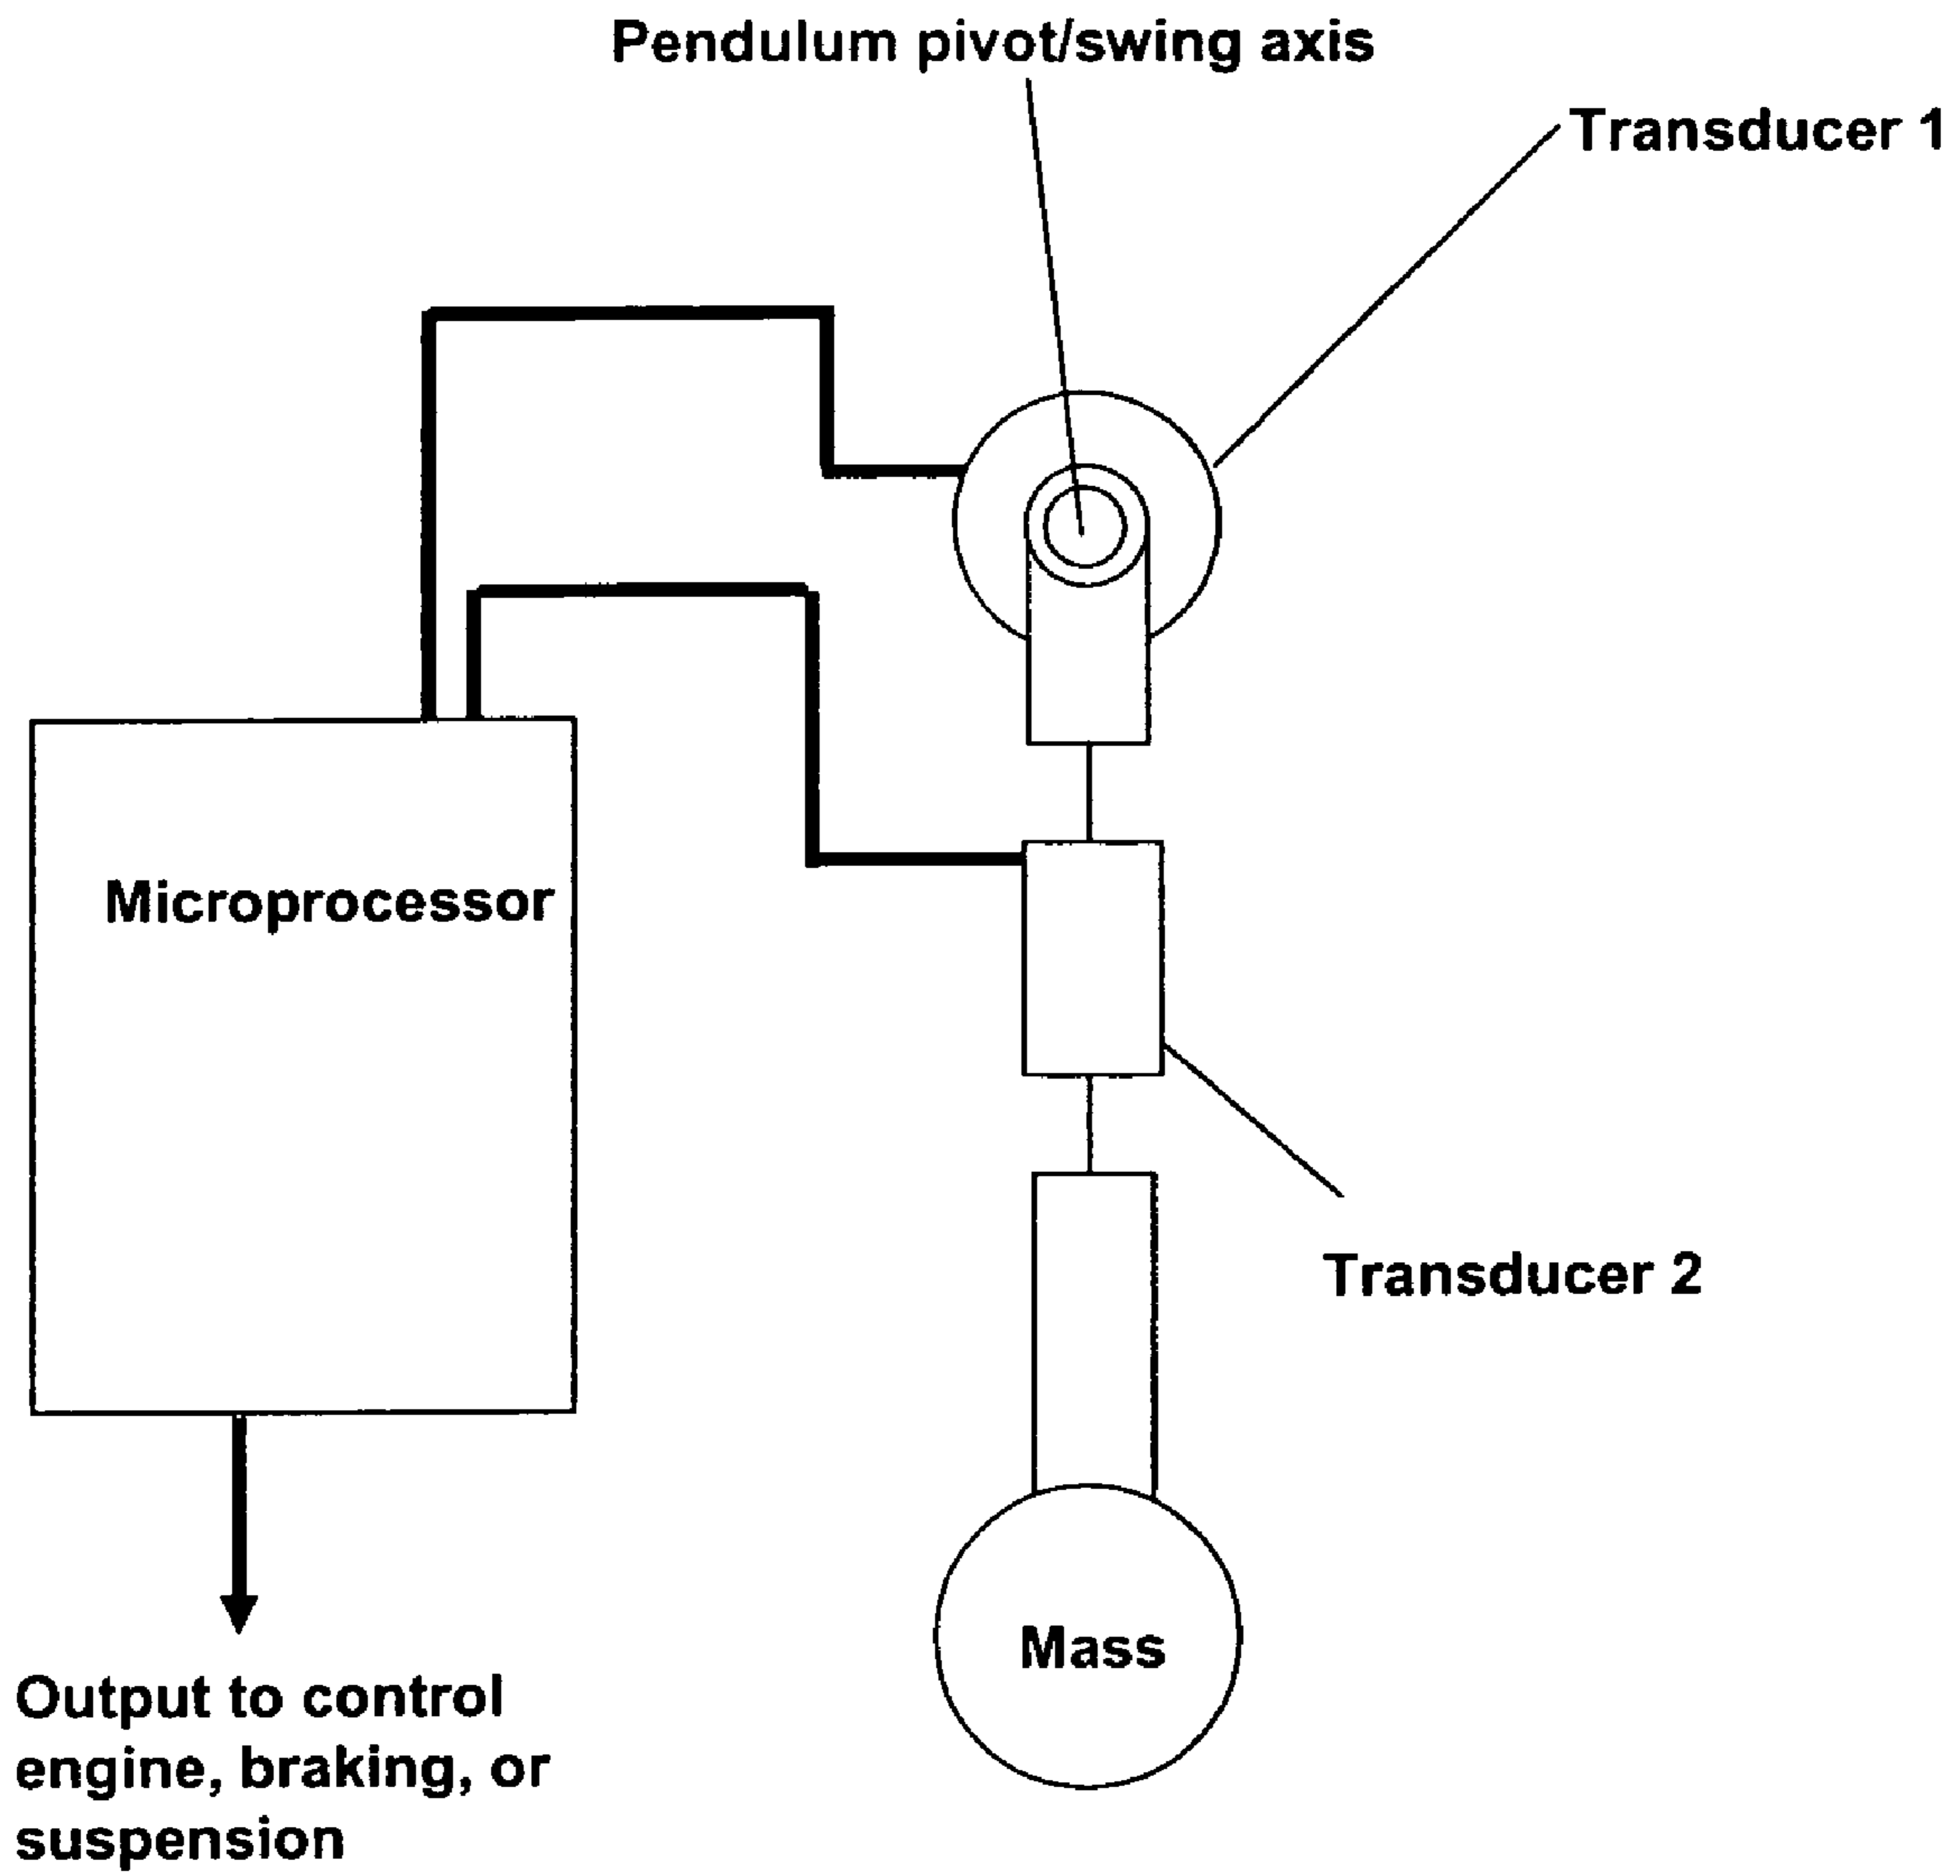 Pendulum pivot/swing axis
Transducer 1
Microprocessor
Transducer 2
Mass
Output to control
engine, braking, or
suspension